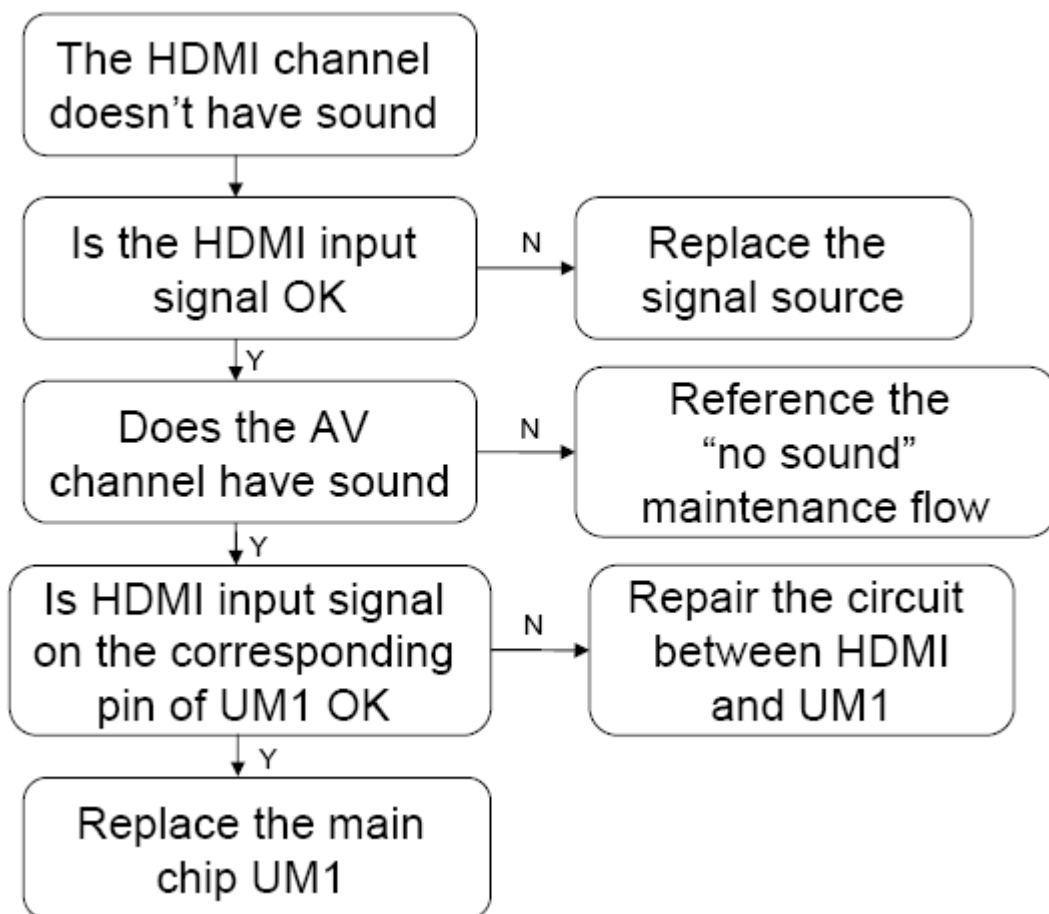 The HDMI channel
doesn't have sound
Is the HDMI input
signal OK
N
Replace the
signal source
Y
Does the AV
channel have sound
N
Reference the
“no sound”
maintenance flow
Y
Is HDMI input signal
on the corresponding
pin of UM1 OK
N
Repair the circuit
between HDMI
and UM1
Y
Replace the main
chip UM1